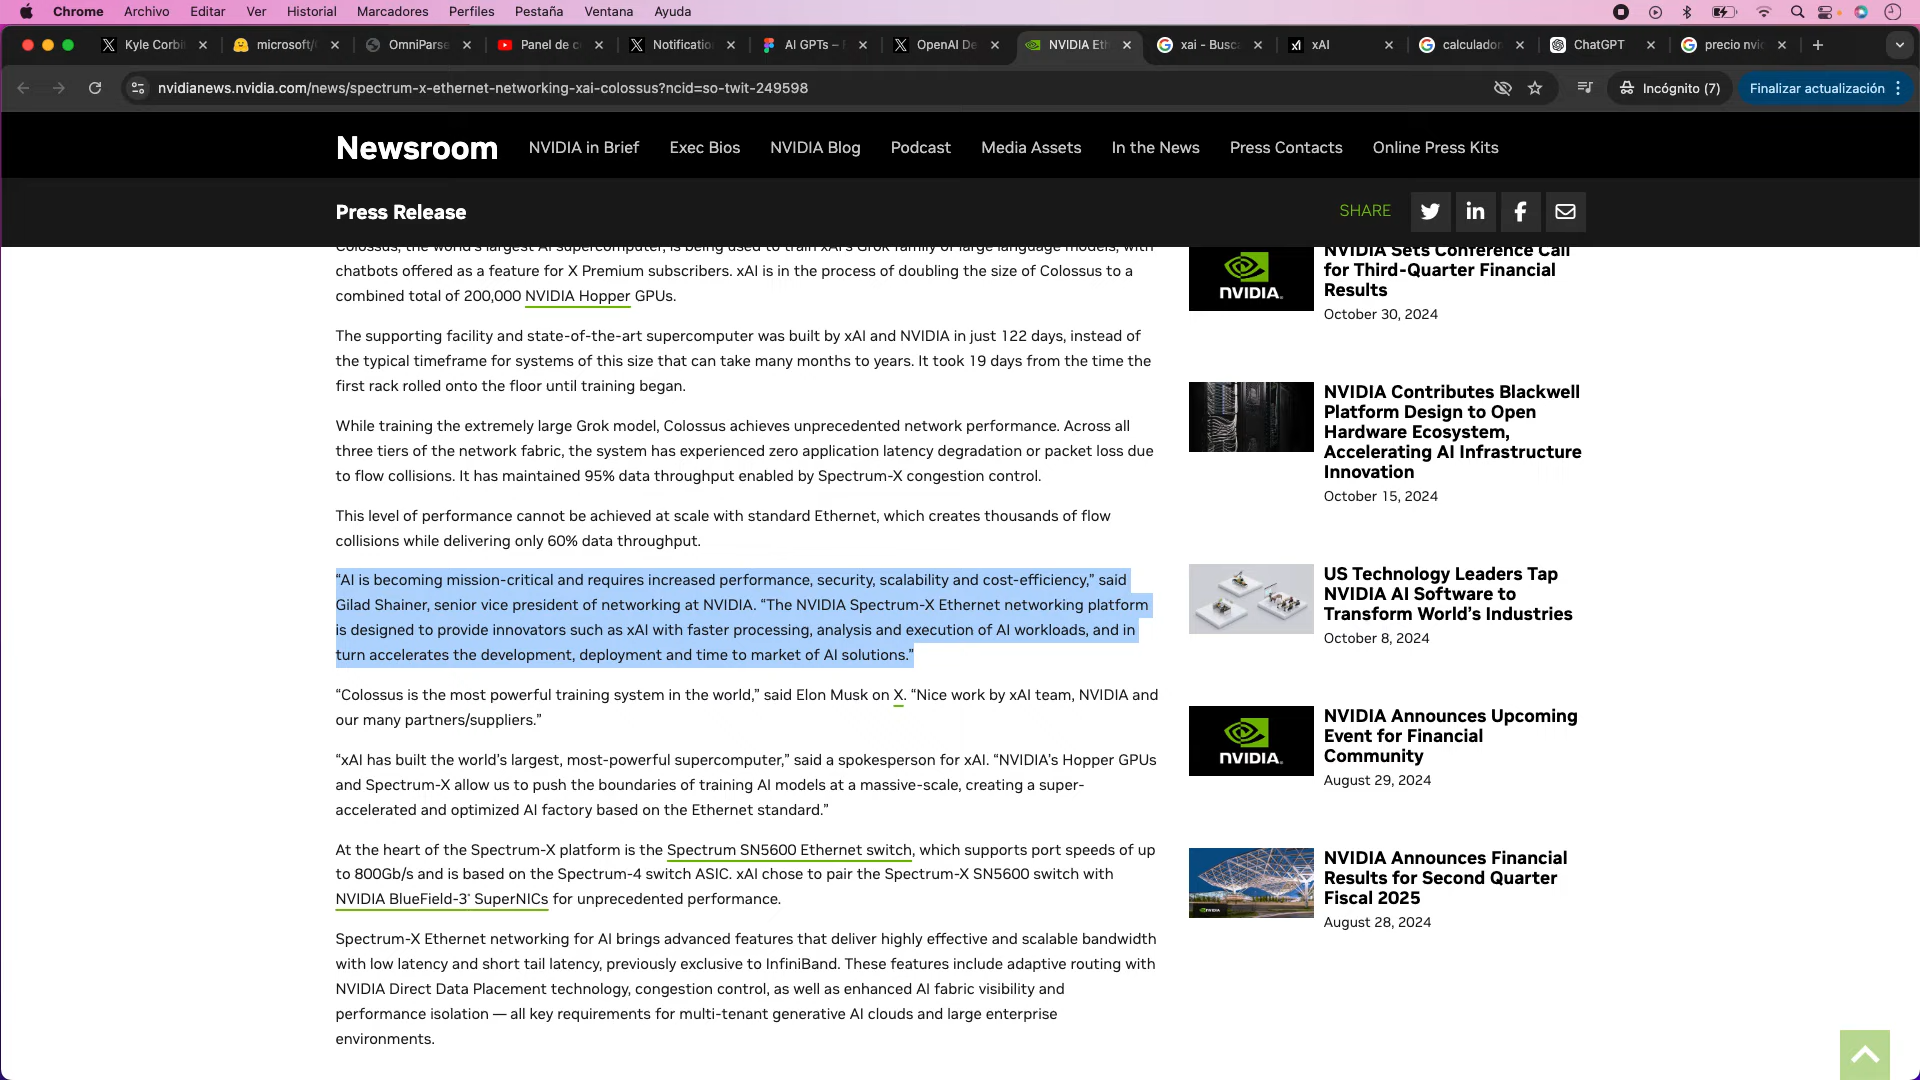 Chrome Archivo Editar Ver Historial Marcadores Perfiles Pestaña Ventana Ayuda
Kyle Corbi microsoft/ OmniParse Panel de c Notificatio AI GPTs – OpenAI De NVIDIA Eth xai - Busc xAI calculador ChatGPT precio nvi
nvidianews.nvidia.com/news/spectrum-x-ethernet-networking-xai-colossus?ncid=so-twit-249598 Incógnito (7) Finalizar actualización
Newsroom NVIDIA in Brief Exec Bios NVIDIA Blog Podcast Media Assets In the News Press Contacts Online Press Kits
Press Release SHARE
Colossus, the world's largest AI supercomputer, is being used to train xAI's Grok family of large language models, with
chatbots offered as a feature for X Premium subscribers. xAI is in the process of doubling the size of Colossus to a
combined total of 200,000 NVIDIA Hopper GPUs.
The supporting facility and state-of-the-art supercomputer was built by xAI and NVIDIA in just 122 days, instead of
the typical timeframe for systems of this size that can take many months to years. It took 19 days from the time the
first rack rolled onto the floor until training began.
While training the extremely large Grok model, Colossus achieves unprecedented network performance. Across all
three tiers of the network fabric, the system has experienced zero application latency degradation or packet loss due
to flow collisions. It has maintained 95% data throughput enabled by Spectrum-X congestion control.
This level of performance cannot be achieved at scale with standard Ethernet, which creates thousands of flow
collisions while delivering only 60% data throughput.
“AI is becoming mission-critical and requires increased performance, security, scalability and cost-efficiency,” said
Gilad Shainer, senior vice president of networking at NVIDIA. “The NVIDIA Spectrum-X Ethernet networking platform
is designed to provide innovators such as xAI with faster processing, analysis and execution of AI workloads, and in
turn accelerates the development, deployment and time to market of AI solutions.”
“Colossus is the most powerful training system in the world,” said Elon Musk on X. “Nice work by xAI team, NVIDIA and
our many partners/suppliers.”
“xAI has built the world’s largest, most-powerful supercomputer,” said a spokesperson for xAI. “NVIDIA’s Hopper GPUs
and Spectrum-X allow us to push the boundaries of training AI models at a massive-scale, creating a super-
accelerated and optimized AI factory based on the Ethernet standard.”
At the heart of the Spectrum-X platform is the Spectrum SN5600 Ethernet switch, which supports port speeds of up
to 800Gb/s and is based on the Spectrum-4 switch ASIC. xAI chose to pair the Spectrum-X SN5600 switch with
NVIDIA BlueField-3® SuperNICs for unprecedented performance.
Spectrum-X Ethernet networking for AI brings advanced features that deliver highly effective and scalable bandwidth
with low latency and short tail latency, previously exclusive to InfiniBand. These features include adaptive routing with
NVIDIA Direct Data Placement technology, congestion control, as well as enhanced AI fabric visibility and
performance isolation — all key requirements for multi-tenant generative AI clouds and large enterprise
environments.
NVIDIA.
NVIDIA Sets Conference Call
for Third-Quarter Financial
Results
October 30, 2024
NVIDIA Contributes Blackwell
Platform Design to Open
Hardware Ecosystem,
Accelerating AI Infrastructure
Innovation
October 15, 2024
US Technology Leaders Tap
NVIDIA AI Software to
Transform World’s Industries
October 8, 2024
NVIDIA.
NVIDIA Announces Upcoming
Event for Financial
Community
August 29, 2024
NVIDIA Announces Financial
Results for Second Quarter
Fiscal 2025
August 28, 2024